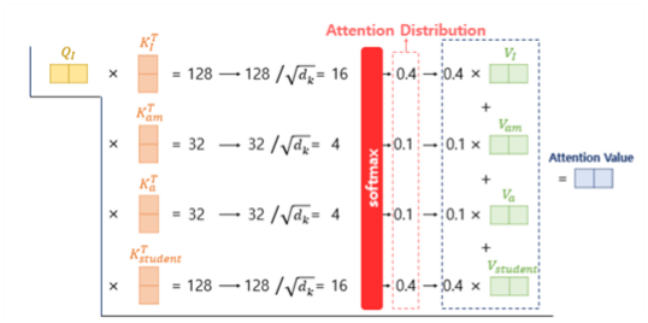 Attention Distribution
Q_I × K_I^T = 128 → 128 /√d_k = 16 → 0.4 → 0.4 × V_I
+
× K_am^T = 32 → 32 /√d_k = 4 → 0.1 → 0.1 × V_am
softmax
Attention Value
+ =
× K_a^T = 32 → 32 /√d_k = 4 → 0.1 → 0.1 × V_a
+
× K_student^T = 128 → 128 /√d_k = 16 → 0.4 → 0.4 × V_student